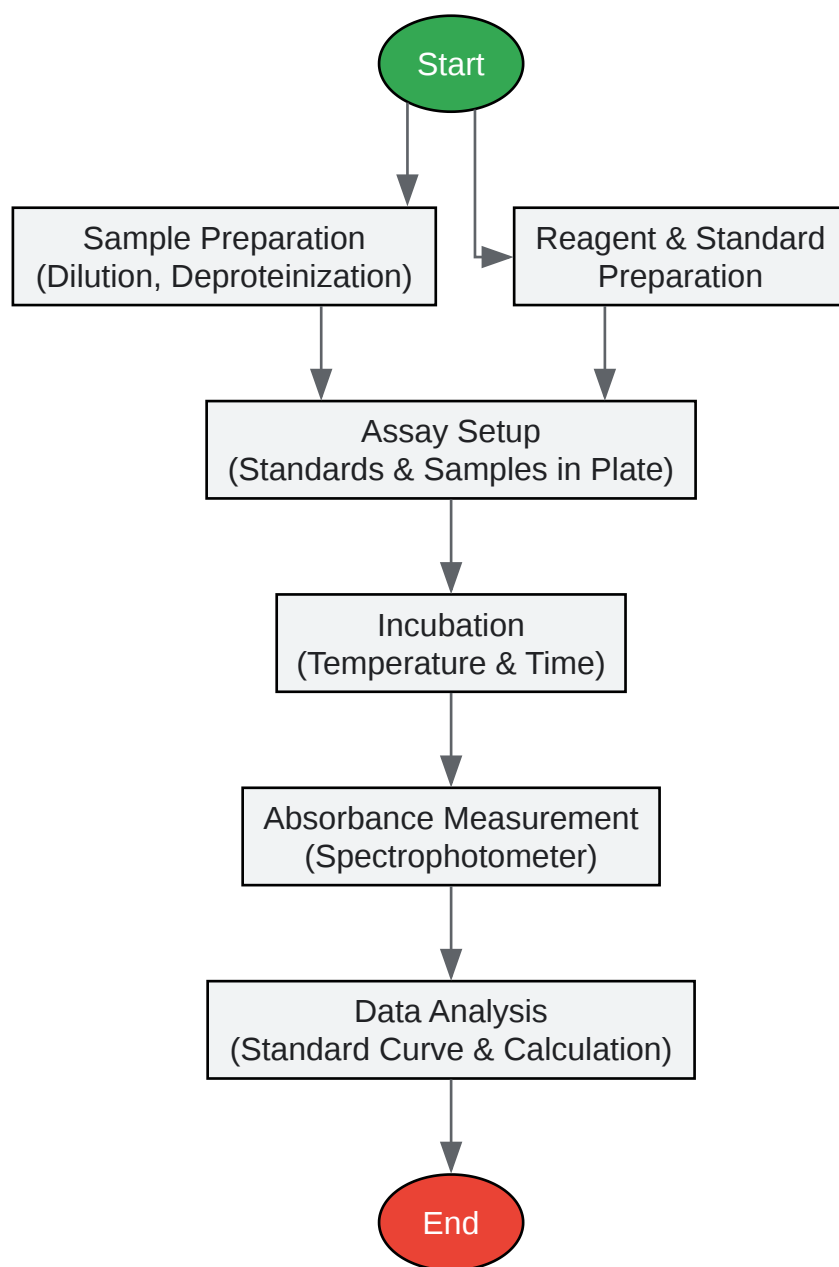 Start
Sample Preparation
(Dilution, Deproteinization)
Reagent & Standard
Preparation
Assay Setup
(Standards & Samples in Plate)
Incubation
(Temperature & Time)
Absorbance Measurement
(Spectrophotometer)
Data Analysis
(Standard Curve & Calculation)
End